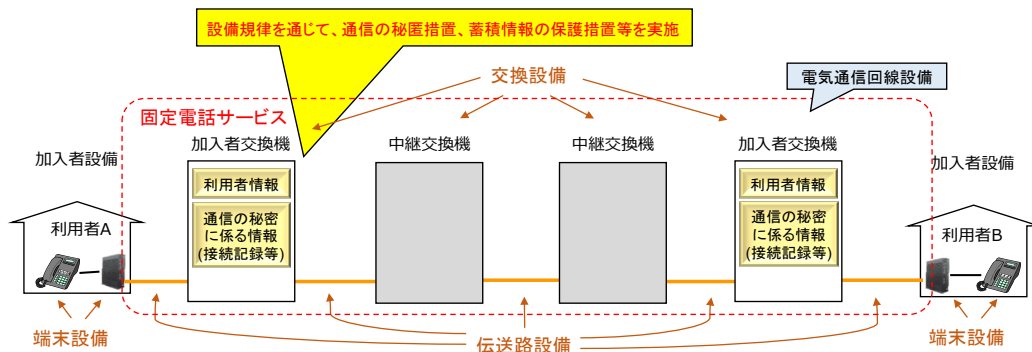 設備規律を通じて、通信の秘匿措置、蓄積情報の保護措置等を実施
交換設備
電気通信回線設備
固定電話サービス
加入者設備
加入者交換機
中継交換機
中継交換機
加入者交換機
加入者設備
利用者情報
通信の秘密
に係る情報
(接続記録等)
利用者情報
通信の秘密
に係る情報
(接続記録等)
利用者A
利用者B
端末設備
伝送路設備
端末設備